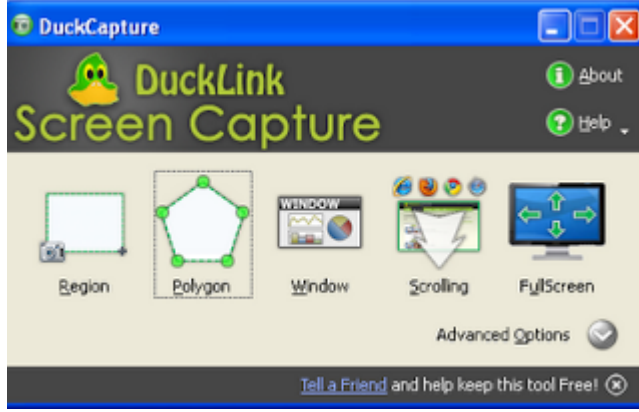 DuckCapture
DuckLink
Screen Capture
About
Help
WINDOW
Region
Polygon
Window
Scrolling
FullScreen
Advanced Options
Tell a Friend and help keep this tool Free!